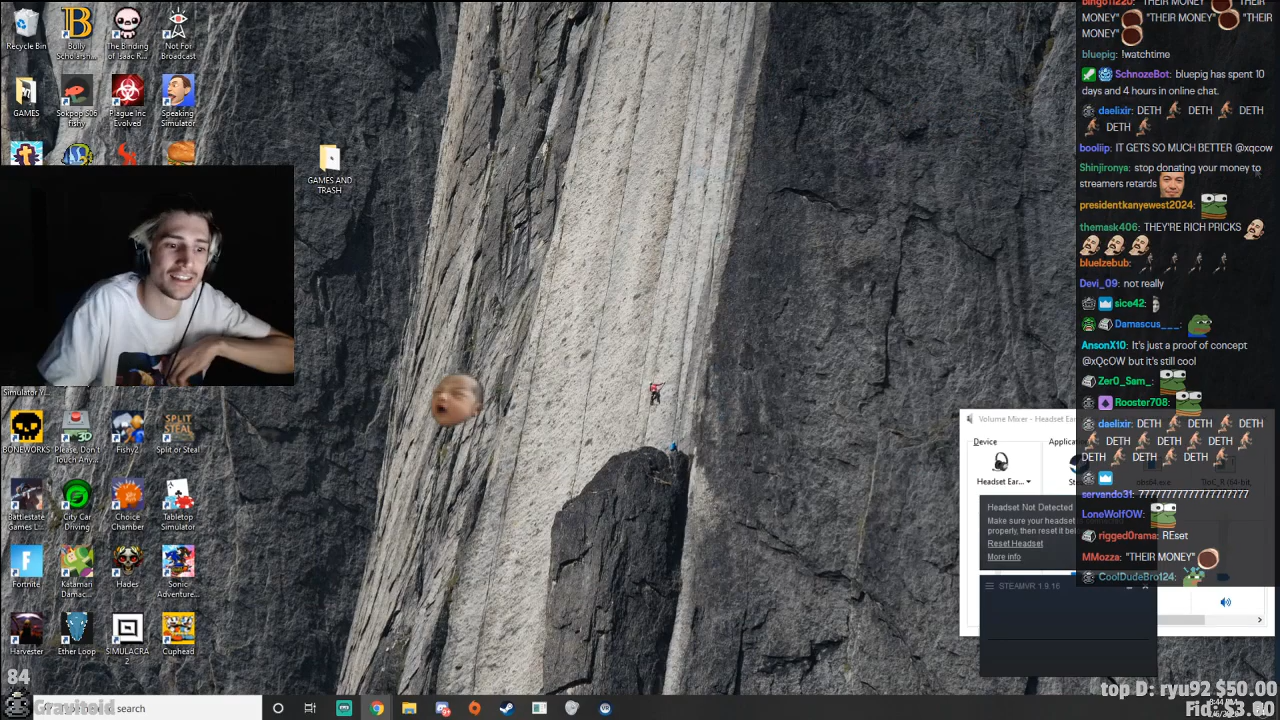 Recycle Bin
Bully Scholarsh...
The Binding of Isaac R...
Not For Broadcast
GAMES
Sokpop S06 fishy
Plague Inc Evolved
Speaking Simulator
GAMES AND TRASH
BONEWORKS
Please, Don't Touch Any...
Fishy2
Split or Steal
SPLIT STEAL
Battlestate Games L...
City Car Driving
Choice Chamber
Tabletop Simulator
Fortnite
Katamari Damac...
Hades
Sonic Adventure...
Harvester
Ether Loop
SIMULACRA 2
Cuphead
84
Gravitoid
search
MONEY" "THEIR MONEY" "THEIR
MONEY"
bluepig: !watchtime
SchnozeBot: bluepig has spent 10
days and 4 hours in online chat.
daelixir: DETH DETH DETH
DETH
booliip: IT GETS SO MUCH BETTER @xqcow
Shinjironya: stop donating your money to
streamers retards
presidentkanyewest2024:
themask406: THEY'RE RICH PRICKS
bluelzebub:
Devi_09: not really
sice42:
Damascus___:
AnsonX10: It's just a proof of concept
@xQcOW but it's still cool
Zer0_Sam_:
Rooster708:
daelixir: DETH DETH DETH
DETH DETH DETH DETH
DETH DETH DETH DETH
LoneWolfOW:
rigged0rama: REset
MMozza: "THEIR MONEY"
CoolDudeBro124:
Volume Mixer - Headset Ear
Device
Headset Ear...
Headset Not Detected
Reset Headset
More info
STEAMVR 1.9.16
top D: ryu92 $50.00